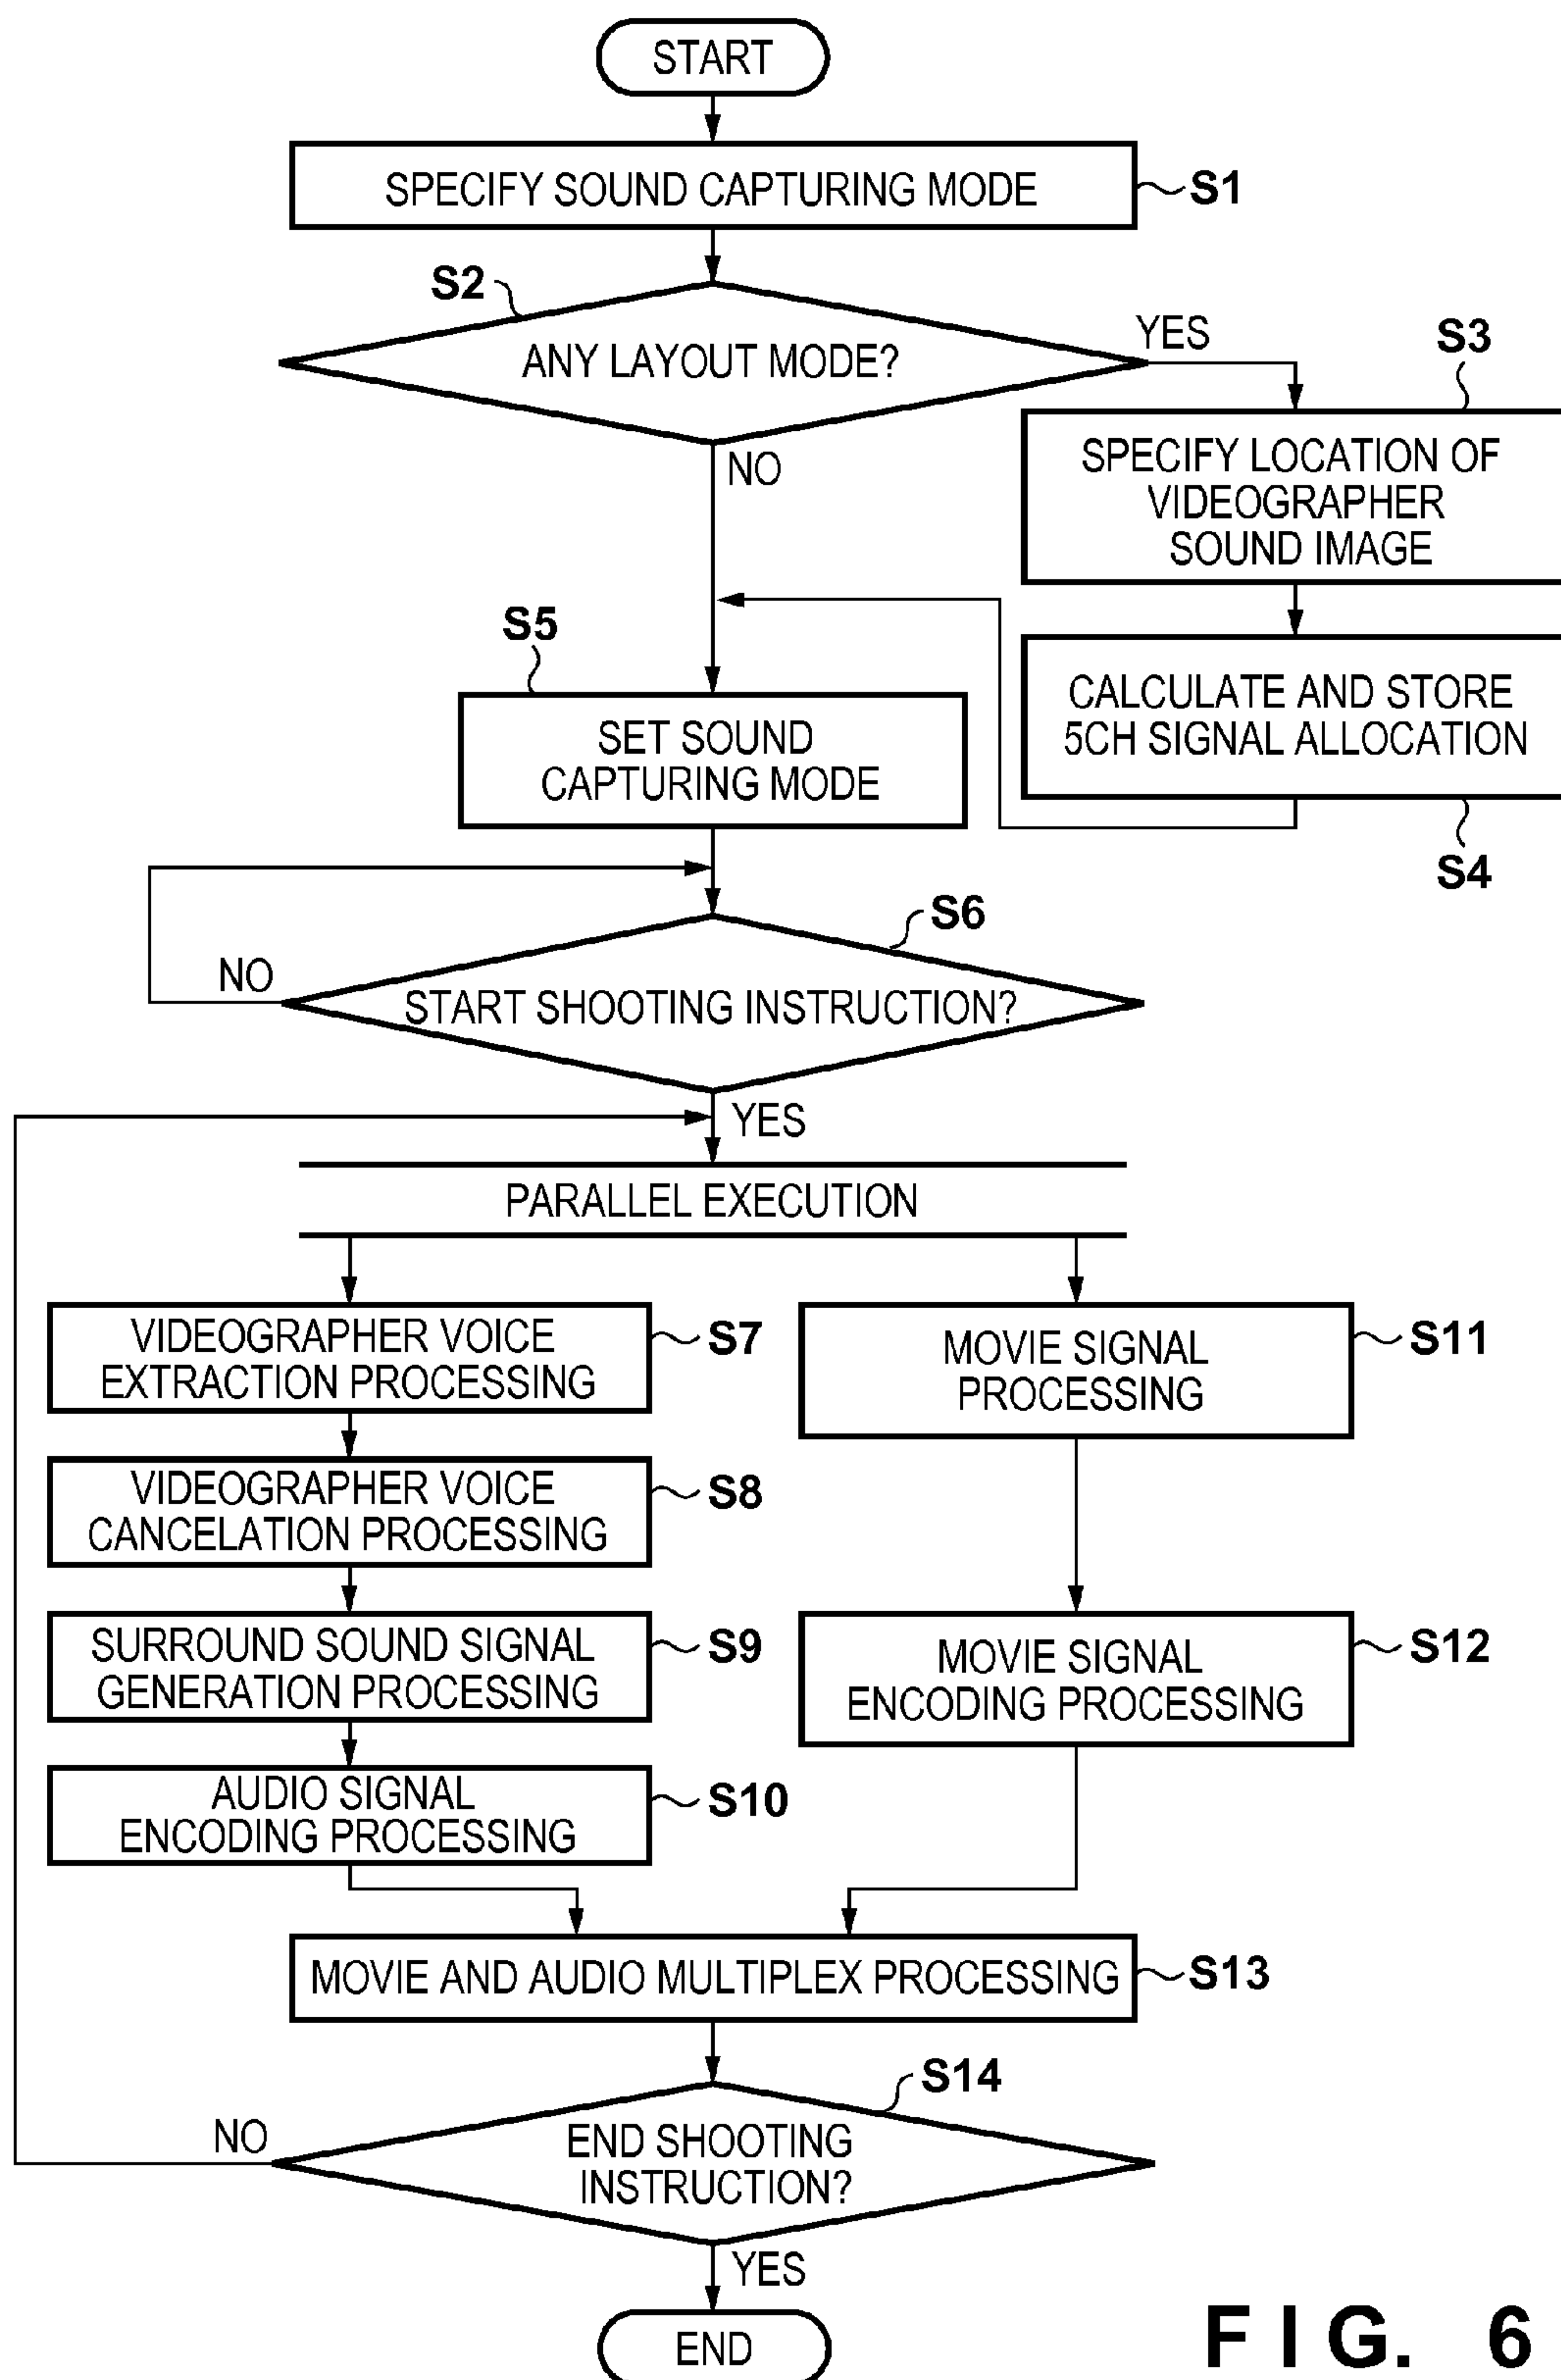 START
SPECIFY SOUND CAPTURING MODE
S1
S2
ANY LAYOUT MODE?
YES
NO
S3
SPECIFY LOCATION OF
VIDEOGRAPHER
SOUND IMAGE
CALCULATE AND STORE
5CH SIGNAL ALLOCATION
S4
S5
SET SOUND
CAPTURING MODE
S6
START SHOOTING INSTRUCTION?
NO
YES
PARALLEL EXECUTION
VIDEOGRAPHER VOICE
EXTRACTION PROCESSING
S7
VIDEOGRAPHER VOICE
CANCELATION PROCESSING
S8
SURROUND SOUND SIGNAL
GENERATION PROCESSING
S9
AUDIO SIGNAL
ENCODING PROCESSING
S10
MOVIE SIGNAL
PROCESSING
S11
MOVIE SIGNAL
ENCODING PROCESSING
S12
MOVIE AND AUDIO MULTIPLEX PROCESSING
S13
S14
END SHOOTING
INSTRUCTION?
NO
YES
END
FIG. 6